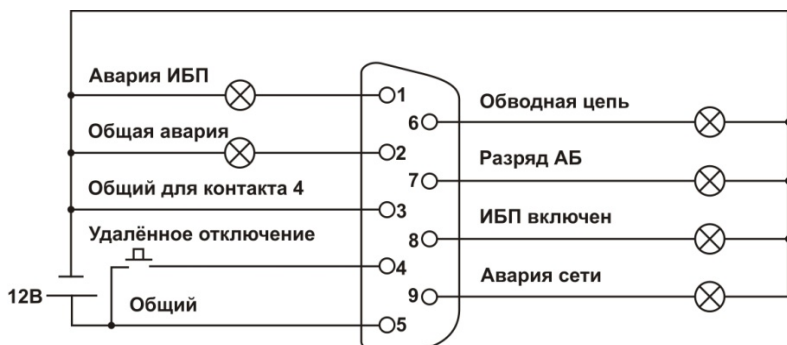 Авария ИБП
1
Обводная цепь
6
Общая авария
2
Разряд АБ
7
Общий для контакта 4
3
ИБП включен
8
Удалённое отключение
4
Авария сети
9
12В
Общий
5